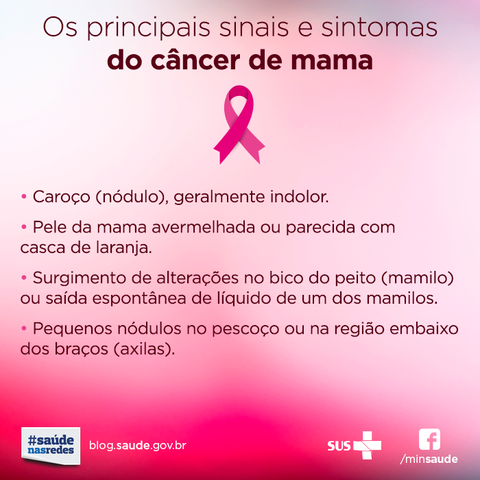 Os principais sinais e sintomas
do câncer de mama
• Caroço (nódulo), geralmente indolor.
• Pele da mama avermelhada ou parecida com
casca de laranja.
• Surgimento de alterações no bico do peito (mamilo)
ou saída espontânea de líquido de um dos mamilos.
• Pequenos nódulos no pescoço ou na região embaixo
dos braços (axilas).
#saúde
nasredes
blog.saude.gov.br
SUS
f
/minsaude